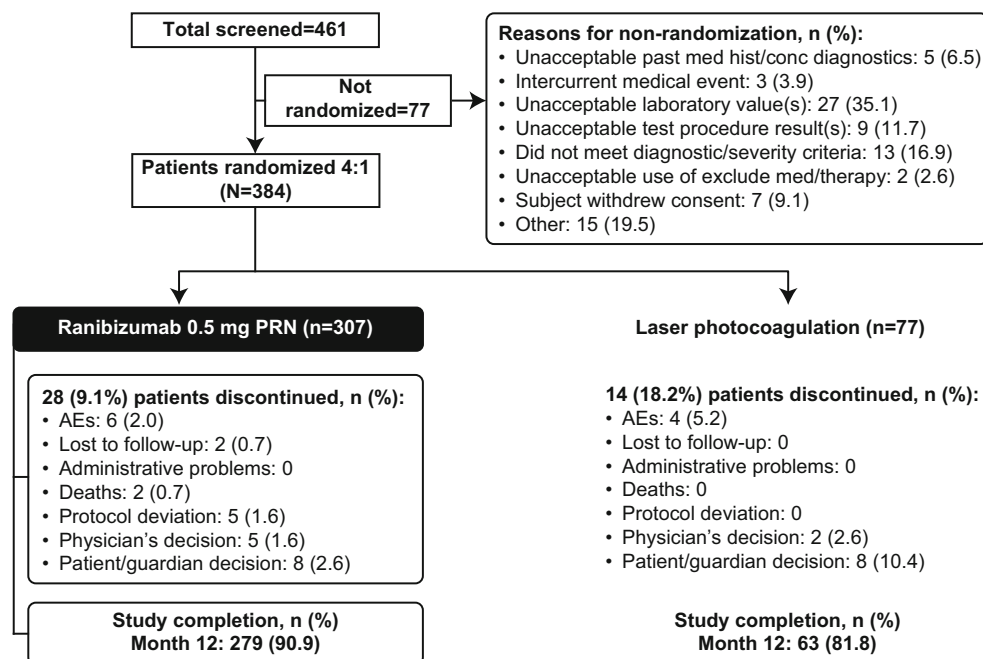 Total screened=461
Not
randomized=77
Reasons for non-randomization, n (%):
• Unacceptable past med hist/conc diagnostics: 5 (6.5)
• Intercurrent medical event: 3 (3.9)
• Unacceptable laboratory value(s): 27 (35.1)
• Unacceptable test procedure result(s): 9 (11.7)
• Did not meet diagnostic/severity criteria: 13 (16.9)
• Unacceptable use of exclude med/therapy: 2 (2.6)
• Subject withdrew consent: 7 (9.1)
• Other: 15 (19.5)
Patients randomized 4:1
(N=384)
Ranibizumab 0.5 mg PRN (n=307)
28 (9.1%) patients discontinued, n (%):
• AEs: 6 (2.0)
• Lost to follow-up: 2 (0.7)
• Administrative problems: 0
• Deaths: 2 (0.7)
• Protocol deviation: 5 (1.6)
• Physician's decision: 5 (1.6)
• Patient/guardian decision: 8 (2.6)
Study completion, n (%)
Month 12: 279 (90.9)
Laser photocoagulation (n=77)
14 (18.2%) patients discontinued, n (%):
• AEs: 4 (5.2)
• Lost to follow-up: 0
• Administrative problems: 0
• Deaths: 0
• Protocol deviation: 0
• Physician's decision: 2 (2.6)
• Patient/guardian decision: 8 (10.4)
Study completion, n (%)
Month 12: 63 (81.8)